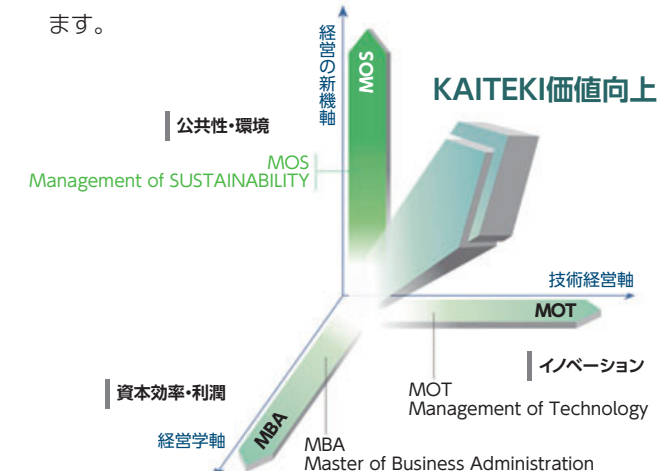 ます。
経営の新機軸
MOS
KAITEKI価値向上
公共性・環境
MOS
Management of SUSTAINABILITY
技術経営軸
MOT
イノベーション
資本効率・利潤
MOT
Management of Technology
経営学軸
MBA
MBA
Master of Business Administration